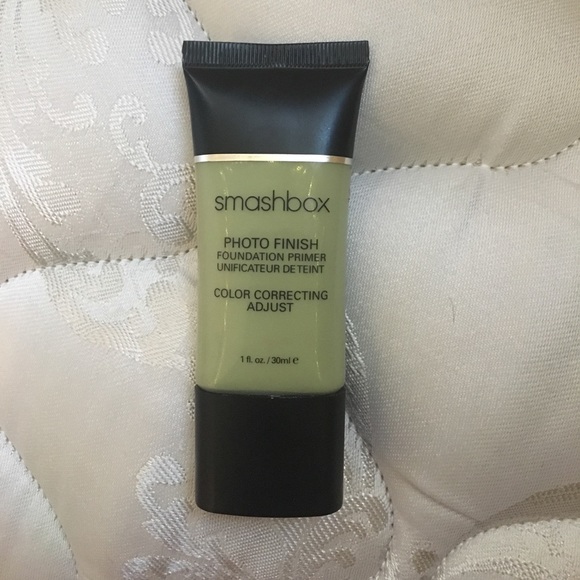 smashbox
PHOTO FINISH
FOUNDATION PRIMER
UNIFICATEUR DE TEINT
COLOR CORRECTING
ADJUST
1 fl. oz. / 30ml ℮